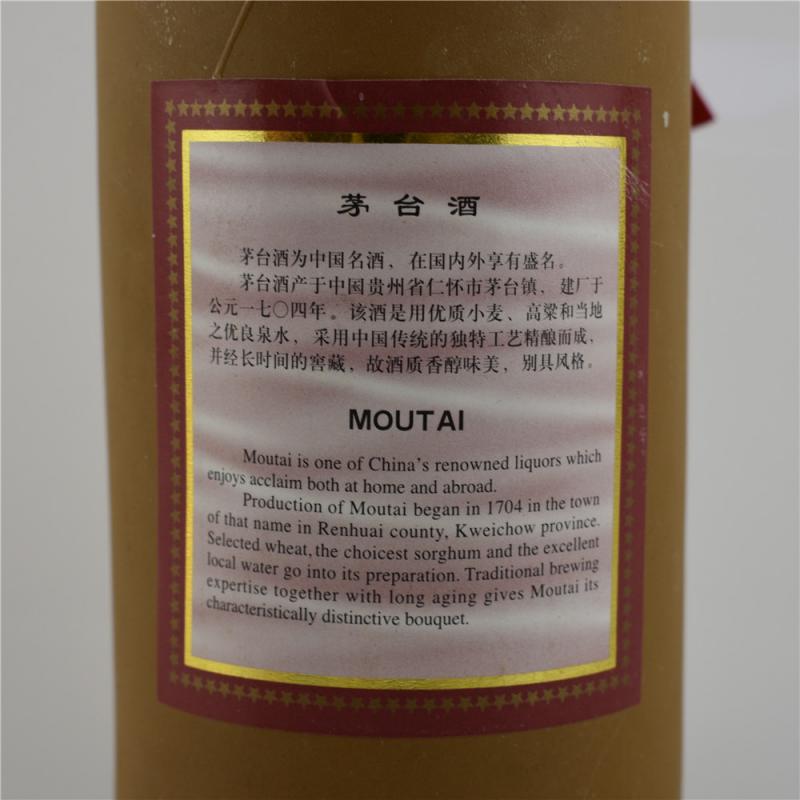 茅台酒
茅台酒为中国名酒、在国内外享有盛名。
茅台酒产于中国贵州省仁怀市茅台镇，建厂于
公元一七〇四年。该酒是用优质小麦、高粱和当地
之优良泉水，采用中国传统的独特工艺精酿而成，
并经长时间的窖藏，故酒质香醇味美，别具风格。
MOUTAI
Moutai is one of China's renowned liquors which
enjoys acclaim both at home and abroad.
Production of Moutai began in 1704 in the town
of that name in Renhuai county, Kweichow province.
Selected wheat, the choicest sorghum and the excellent
local water go into its preparation. Traditional brewing
expertise together with long aging gives Moutai its
characteristically distinctive bouquet.